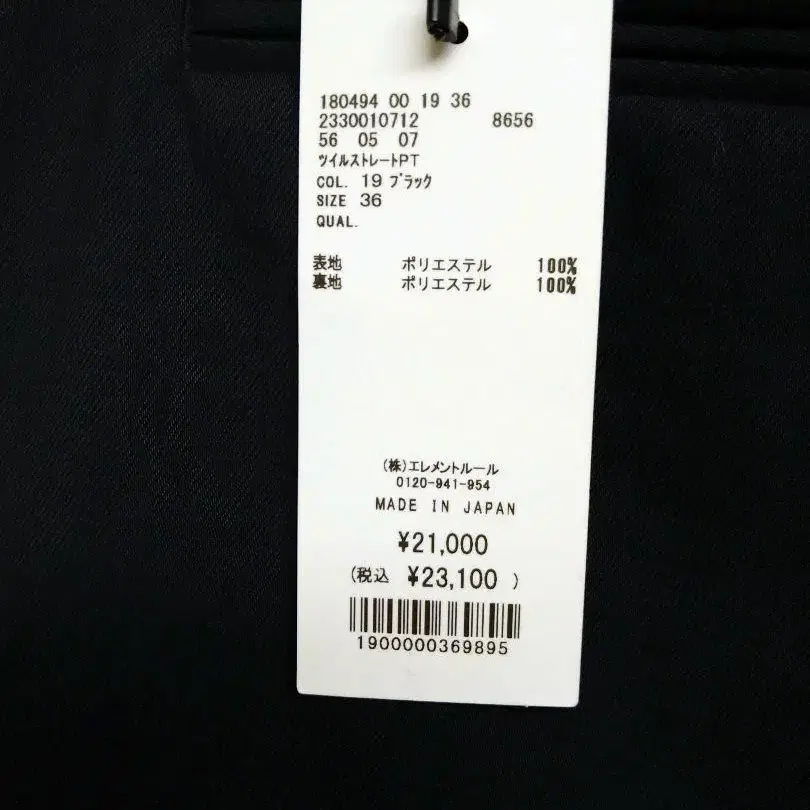 180494 00 19 36
2330010712 8656
56 05 07
ﾂｲﾙｽﾄﾚｰﾄPT
COL. 19 ﾌﾞﾗｯｸ
SIZE 36
QUAL.
表地 ポリエステル 100%
裏地 ポリエステル 100%
(株)エレメントルール
0120-941-954
MADE IN JAPAN
¥21,000
(税込 ¥23,100 )
1900000369895